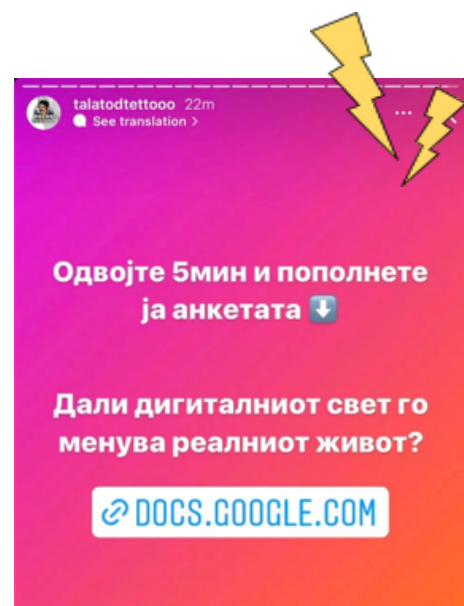 talatodtettooo 22m
See translation >
Одвојте 5мин и пополнете
ја анкетата ⬇️
Дали дигиталниот свет го
менува реалниот живот?
DOCS.GOOGLE.COM